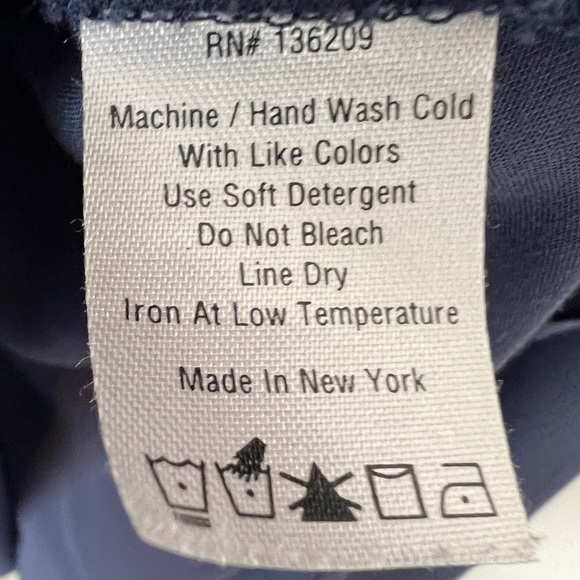 RN# 136209
Machine / Hand Wash Cold
With Like Colors
Use Soft Detergent
Do Not Bleach
Line Dry
Iron At Low Temperature
Made In New York